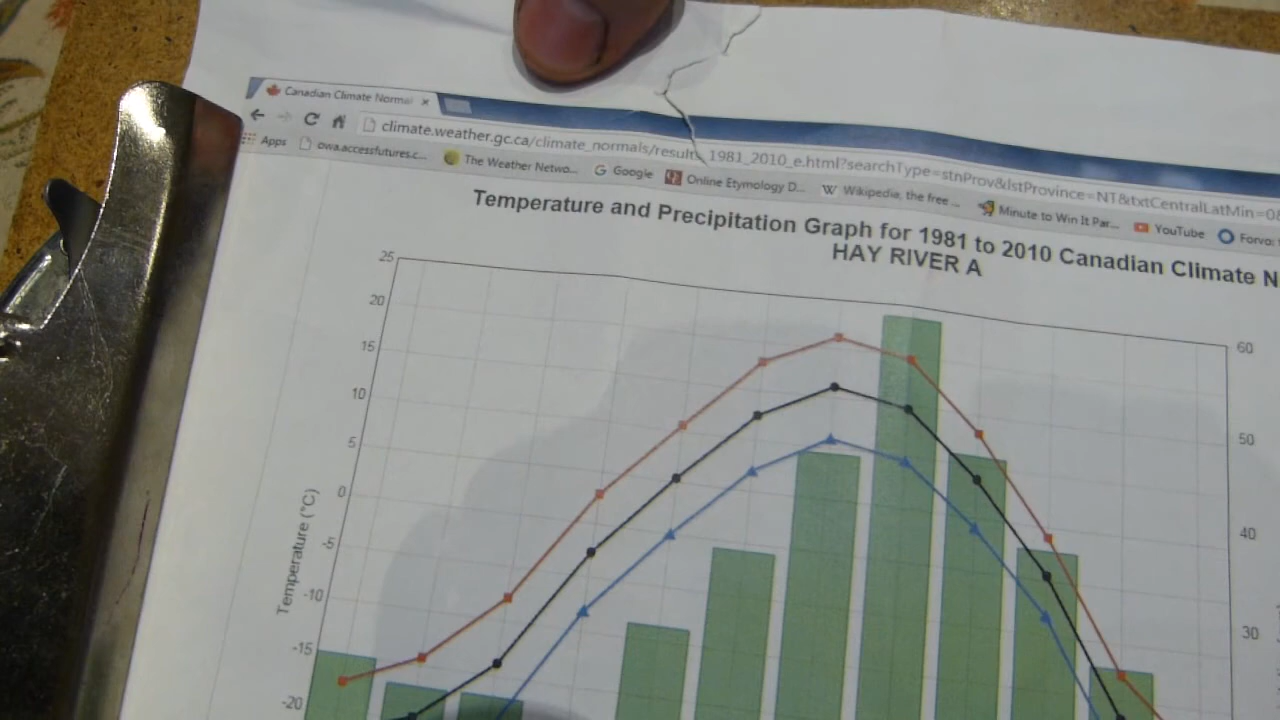 Canadian Climate Normal
climate.weather.gc.ca/climate_normals/results_1981_2010_e.html?searchType=stnProv&lstProvince=NT&txtCentralLatMin=0&
Apps owa.accessfutures.c... The Weather Netwo... Google Online Etymology D... Wikipedia, the free ... Minute to Win It Par... YouTube Forvo:
Temperature and Precipitation Graph for 1981 to 2010 Canadian Climate N
HAY RIVER A
25
20
15
10
5
0
-5
-10
-15
-20
Temperature (°C)
60
50
40
30